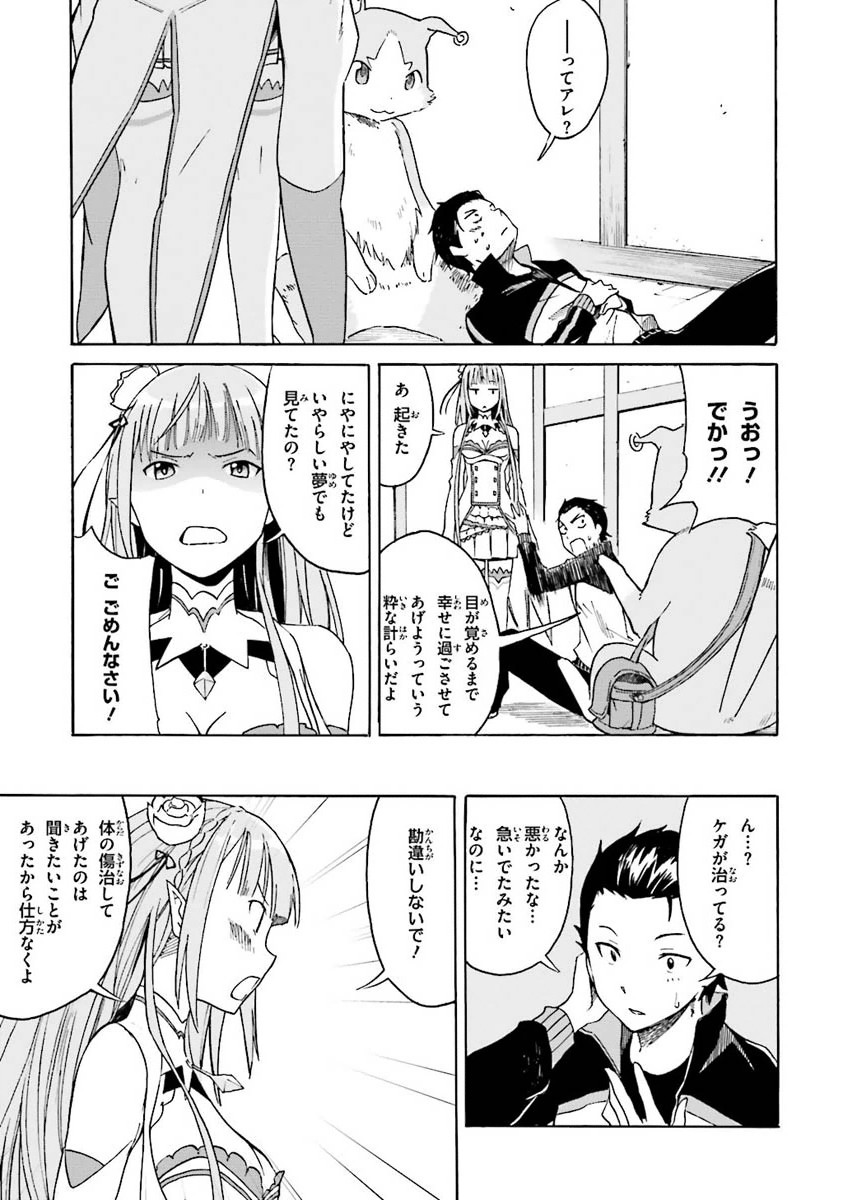 ――ってアレ？
うおっ！
でかっ!!
あ 起きた
目が覚めるまで
幸せに過ごさせて
あげようっていう
粋な計らいだよ
にやにやしてたけど
いやらしい夢でも
見てたの？
ご ごめんなさい！
ん…？
ケガが治ってる？
なんか
悪かったな…
急いでたみたい
なのに…
勘違いしないで！
体の傷治して
あげたのは
聞きたいことが
あったから仕方なくよ